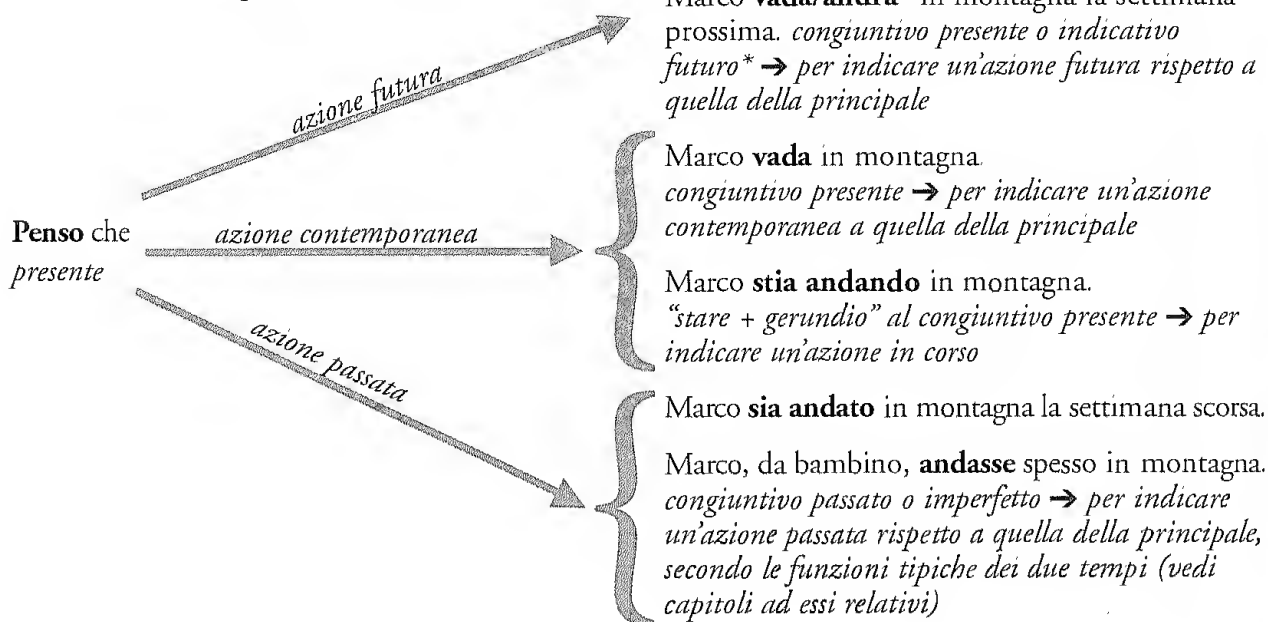 Marco vada/andrà* in montagna la settimana
prossima. congiuntivo presente o indicativo
futuro* ➔ per indicare un'azione futura rispetto a
quella della principale
azione futura
Marco vada in montagna.
congiuntivo presente ➔ per indicare un'azione
contemporanea a quella della principale
Penso che
presente
azione contemporanea
Marco stia andando in montagna.
"stare + gerundio" al congiuntivo presente ➔ per
indicare un'azione in corso
azione passata
Marco sia andato in montagna la settimana scorsa.
Marco, da bambino, andasse spesso in montagna.
congiuntivo passato o imperfetto ➔ per indicare
un'azione passata rispetto a quella della principale,
secondo le funzioni tipiche dei due tempi (vedi
capitoli ad essi relativi)